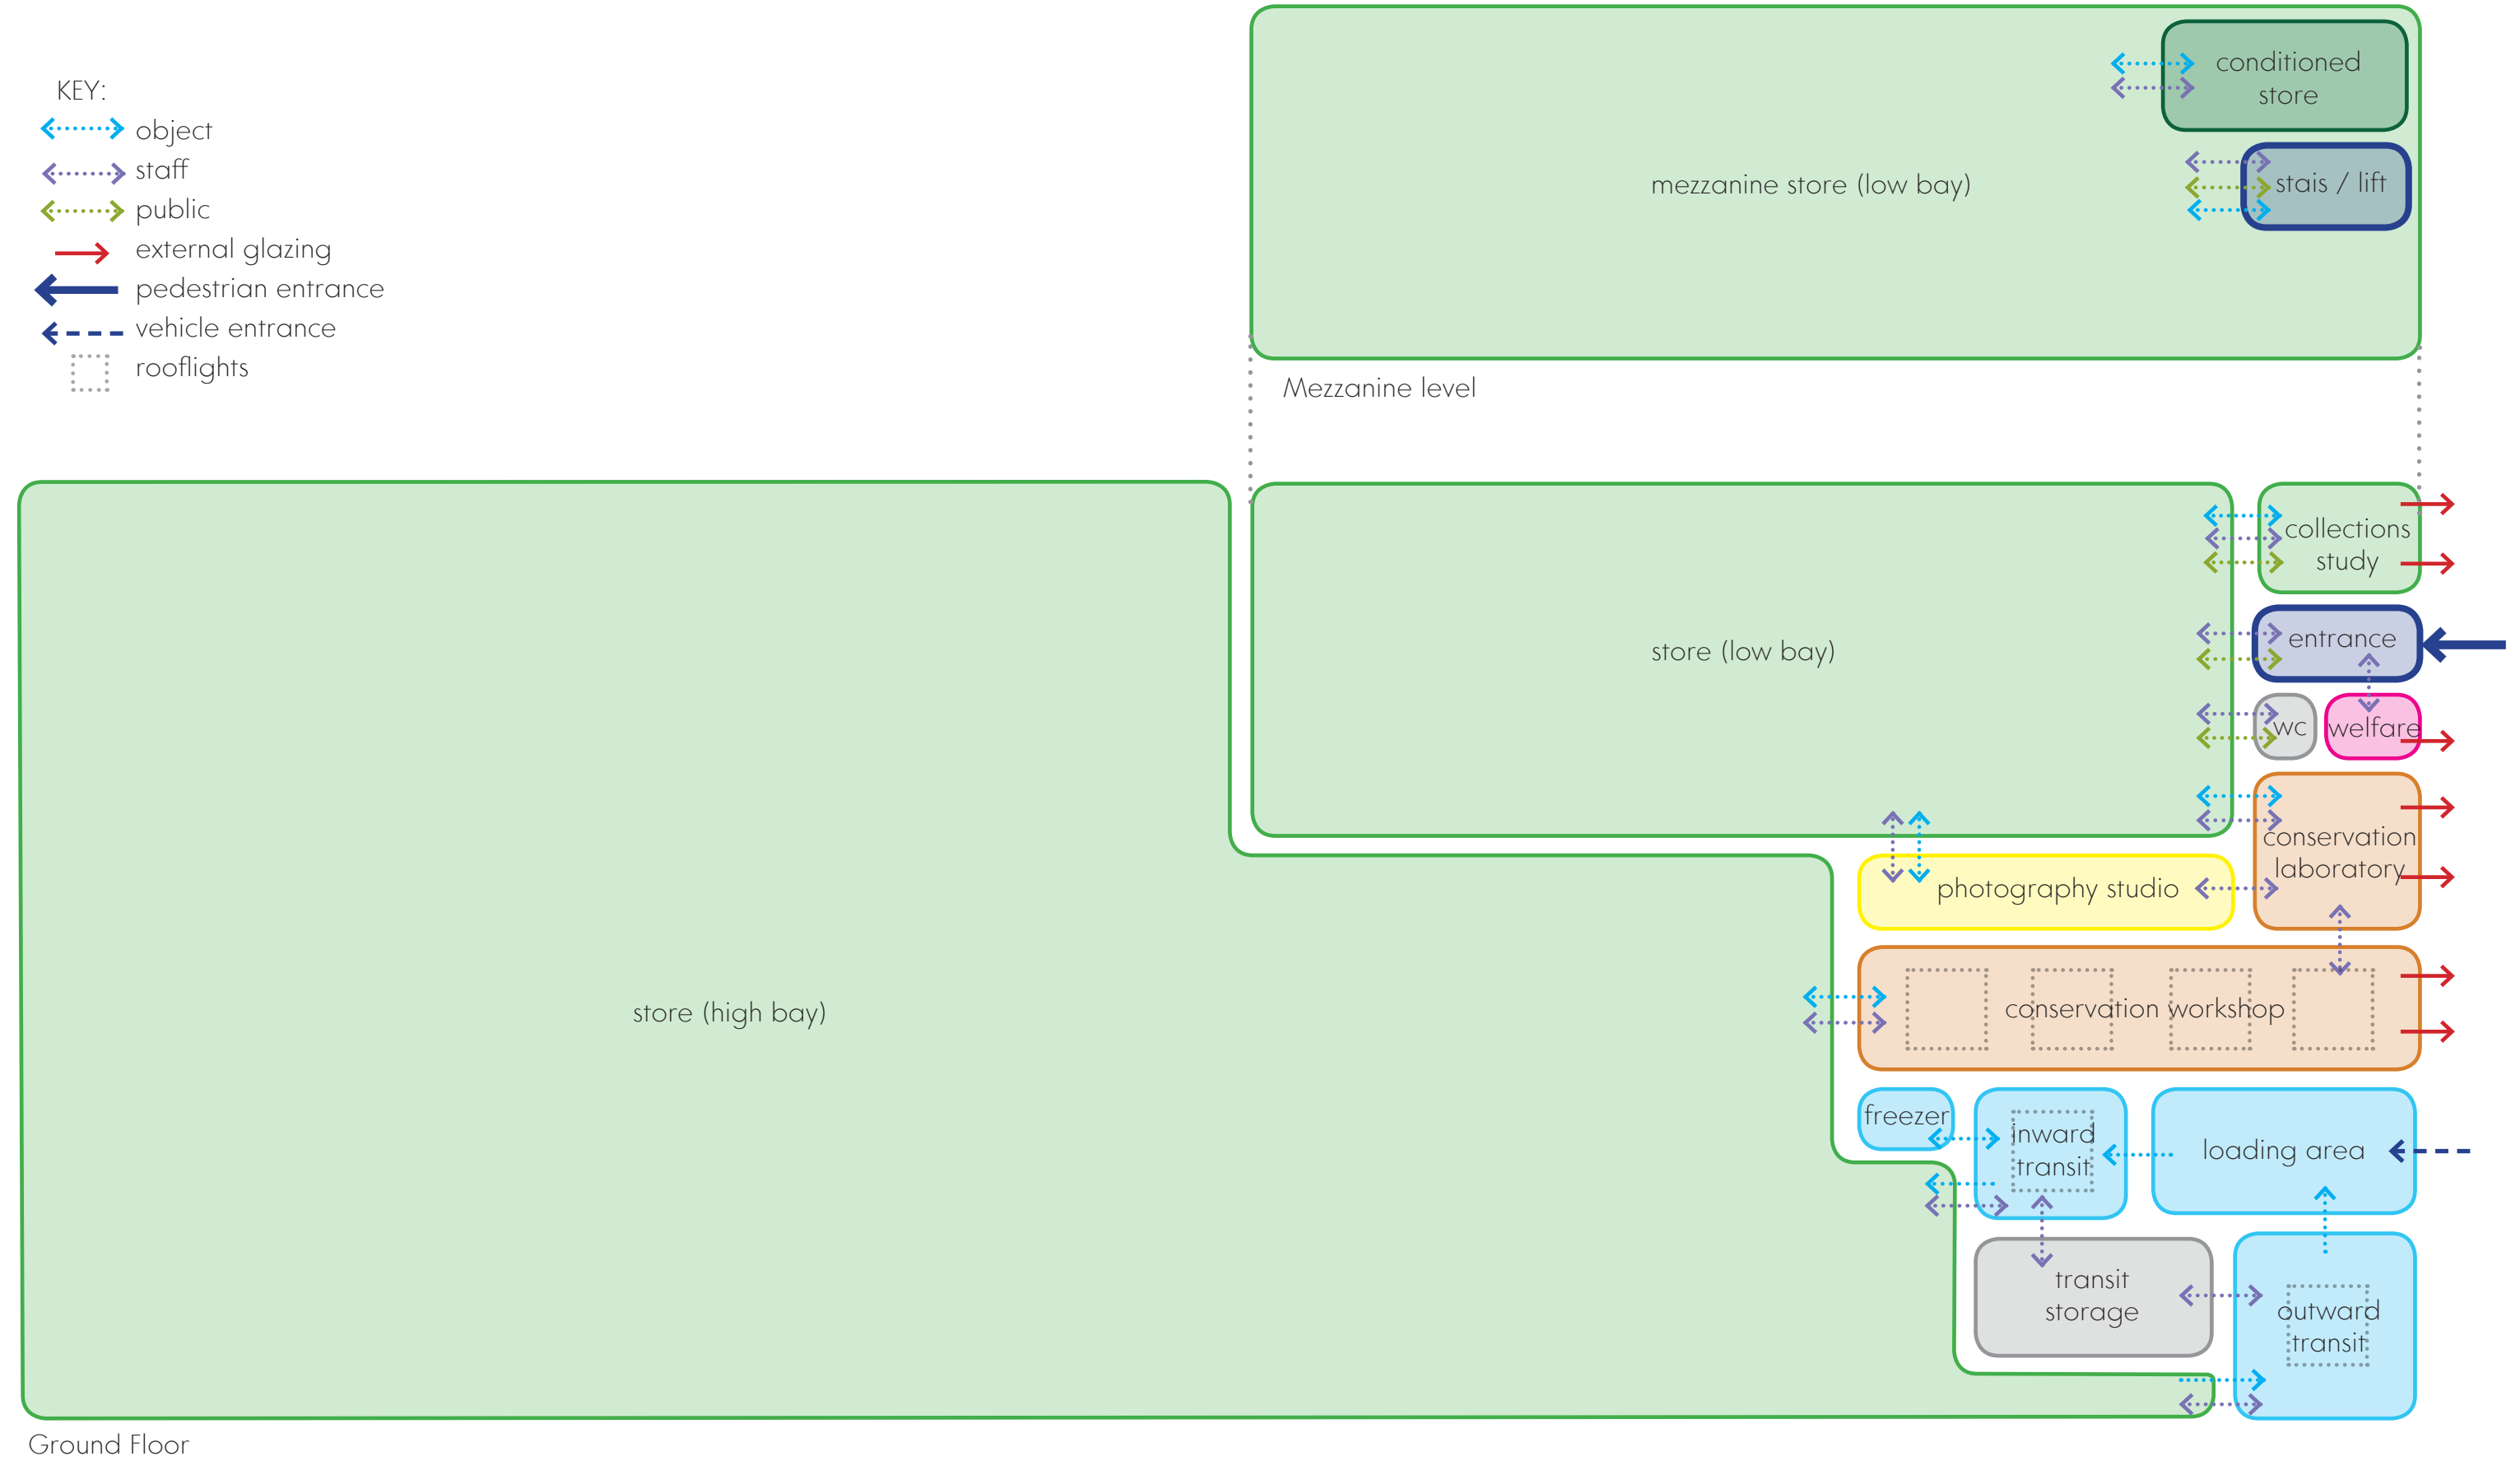 KEY:
object
staff
public
external glazing
pedestrian entrance
vehicle entrance
rooflights
conditioned
store
mezzanine store (low bay)
stais / lift
Mezzanine level
collections
study
entrance
store (low bay)
wc
welfare
conservation
laboratory
photography studio
store (high bay)
conservation workshop
freezer
inward
transit
loading area
transit
storage
outward
transit
Ground Floor